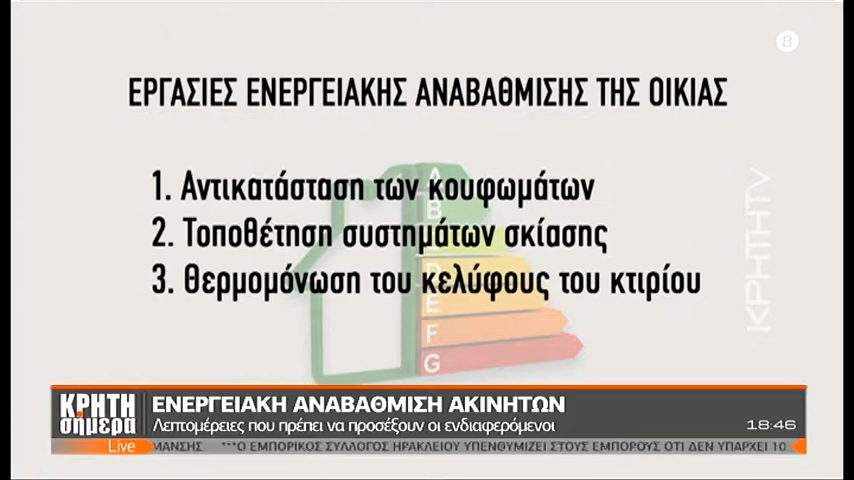 8
ΕΡΓΑΣΙΕΣ ΕΝΕΡΓΕΙΑΚΗΣ ΑΝΑΒΑΘΜΙΣΗΣ ΤΗΣ ΟΙΚΙΑΣ
1. Αντικατάσταση των κουφωμάτων
2. Τοποθέτηση συστημάτων σκίασης
3. Θερμομόνωση του κελύφους του κτιρίου
A
B
D
E
F
G
ΚΡΗΤΗTV
ΚΡΗΤΗ σήμερα
ΕΝΕΡΓΕΙΑΚΗ ΑΝΑΒΑΘΜΙΣΗ ΑΚΙΝΗΤΩΝ
Λεπτομέρειες που πρέπει να προσέξουν οι ενδιαφερόμενοι
18:46
Live
ΜΑΝΣΗΣ ***Ο ΕΜΠΟΡΙΚΟΣ ΣΥΛΛΟΓΟΣ ΗΡΑΚΛΕΙΟΥ ΥΠΕΝΘΥΜΙΖΕΙ ΣΤΟΥΣ ΕΜΠΟΡΟΥΣ ΟΤΙ ΔΕΝ ΥΠΑΡΧΕΙ 10